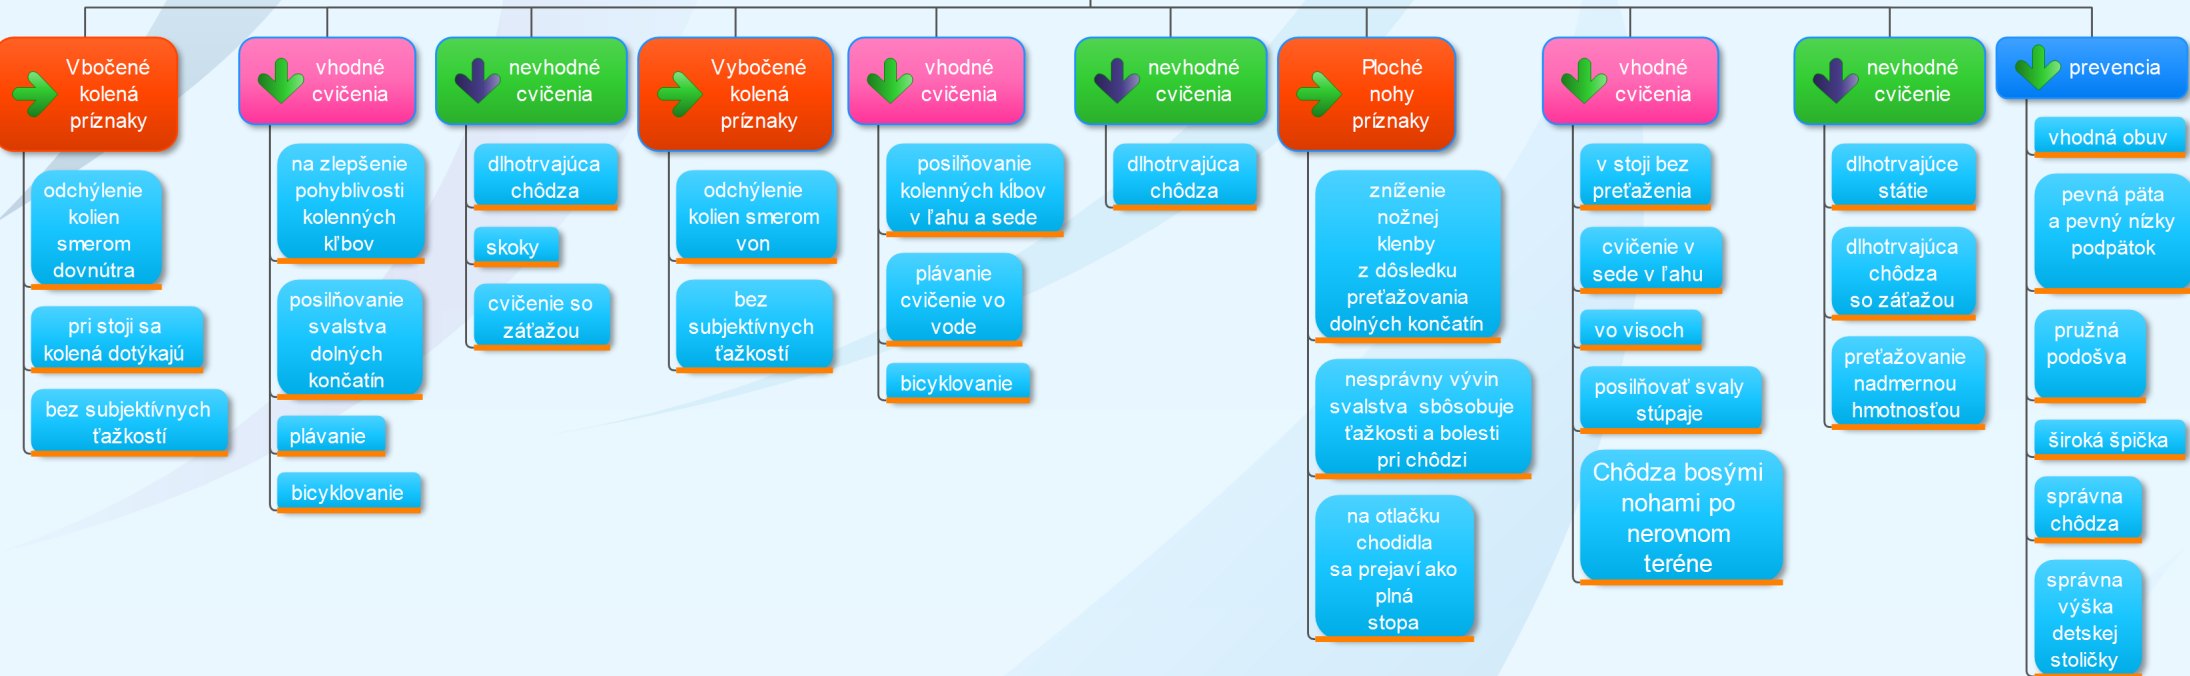 Vbočené
kolená
príznaky
odchýlenie
kolien
smerom
dovnútra
pri stoji sa
kolená dotýkajú
bez subjektívnych
ťažkostí
vhodné
cvičenia
na zlepšenie
pohyblivosti
kolenných
kľbov
posilňovanie
svalstva
dolných
končatín
plávanie
bicyklovanie
nevhodné
cvičenia
dlhotrvajúca
chôdza
skoky
cvičenie so
záťažou
Vybočené
kolená
príznaky
odchýlenie
kolien smerom
von
bez
subjektívnych
ťažkostí
vhodné
cvičenia
posilňovanie
kolenných kĺbov
v ľahu a sede
plávanie
cvičenie vo
vode
bicyklovanie
nevhodné
cvičenia
dlhotrvajúca
chôdza
Ploché
nohy
príznaky
zníženie
nožnej
klenby
z dôsledku
preťažovania
dolných končatín
nesprávny vývin
svalstva  sbôsobuje
ťažkosti a bolesti
pri chôdzi
na otlačku
chodidla
sa prejaví ako
plná
stopa
vhodné
cvičenia
v stoji bez
preťaženia
cvičenie v
sede v ľahu
vo visoch
posilňovať svaly
stúpaje
Chôdza bosými
nohami po
nerovnom
teréne
nevhodné
cvičenie
dlhotrvajúce
státie
dlhotrvajúca
chôdza
so záťažou
preťažovanie
nadmernou
hmotnosťou
prevencia
vhodná obuv
pevná päta
a pevný nízky
podpätok
pružná
podošva
široká špička
správna
chôdza
správna
výška
detskej
stoličky